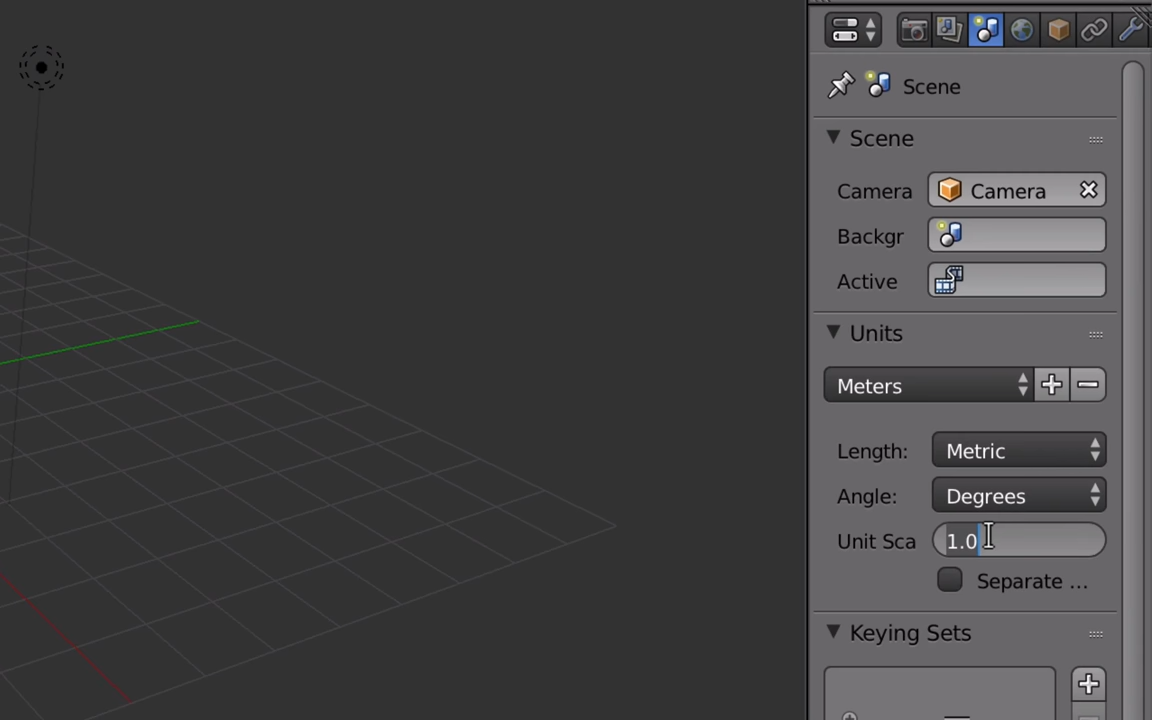 Scene
Scene
Camera Camera
Backgr
Active
Units
Meters
Length: Metric
Angle: Degrees
Unit Sca 1.0
Separate ...
Keying Sets